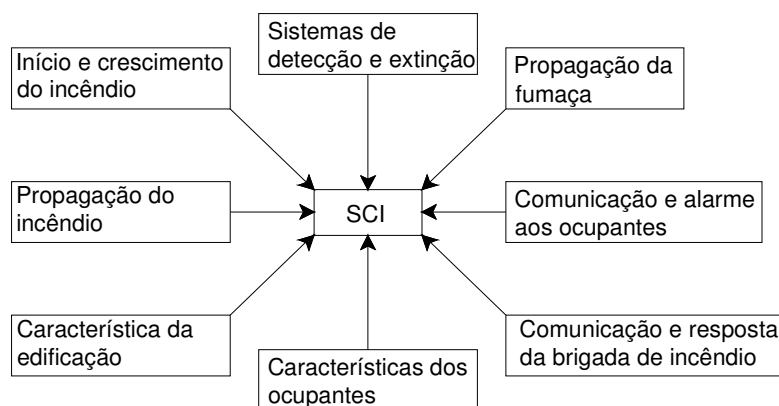 Sistemas de
detecção e extinção
Início e crescimento
do incêndio
Propagação da
fumaça
Propagação do
incêndio
SCI
Comunicação e alarme
aos ocupantes
Característica da
edificação
Características dos
ocupantes
Comunicação e resposta
da brigada de incêndio